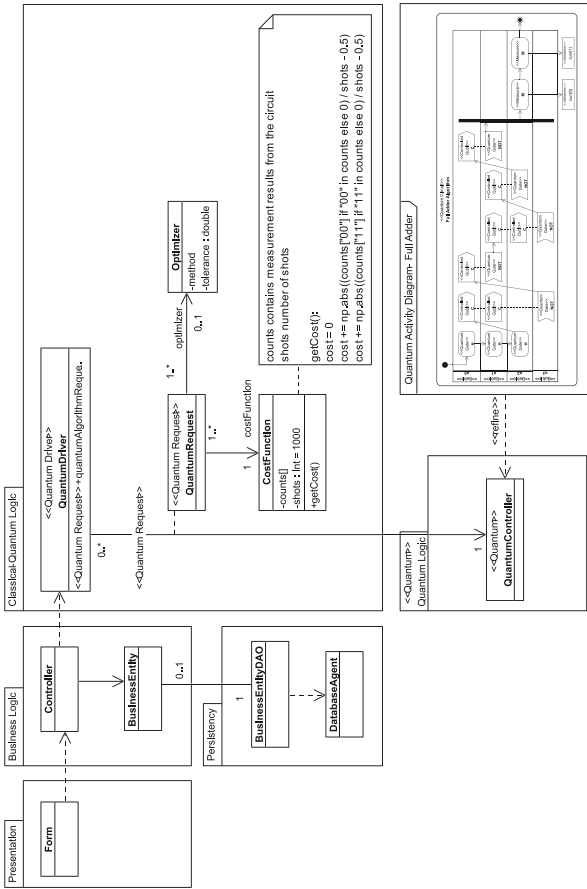 Presentation
Form
Business Logic
Controller
BusinessEntity
0..1
Persistency
1
BusinessEntityDAO
DatabaseAgent
Classical-Quantum Logic
<<Quantum Driver>>
QuantumDriver
<<Quantum Request>>+quantumAlgorithmReque..
0..*
<<Quantum Request>>
<<Quantum Request>>
QuantumRequest
1..*
optimizer
0..1
Optimizer
-method
-tolerance : double
1..*
1
costFunction
CostFunction
-counts[]
-shots : Int = 1000
+getCost()
counts contains measurement results from the circuit
shots number of shots
getCost():
cost = 0
cost += np.abs((counts["00"] if "00" in counts else 0) / shots - 0.5)
cost += np.abs((counts["11"] if "11" in counts else 0) / shots - 0.5)
<<Quantum>>
Quantum Logic
1
<<Quantum>>
QuantumController
<<refine>>
Quantum Activity Diagram- Full Adder
<<Quantum Circuit>>
Full Adder Algorithm